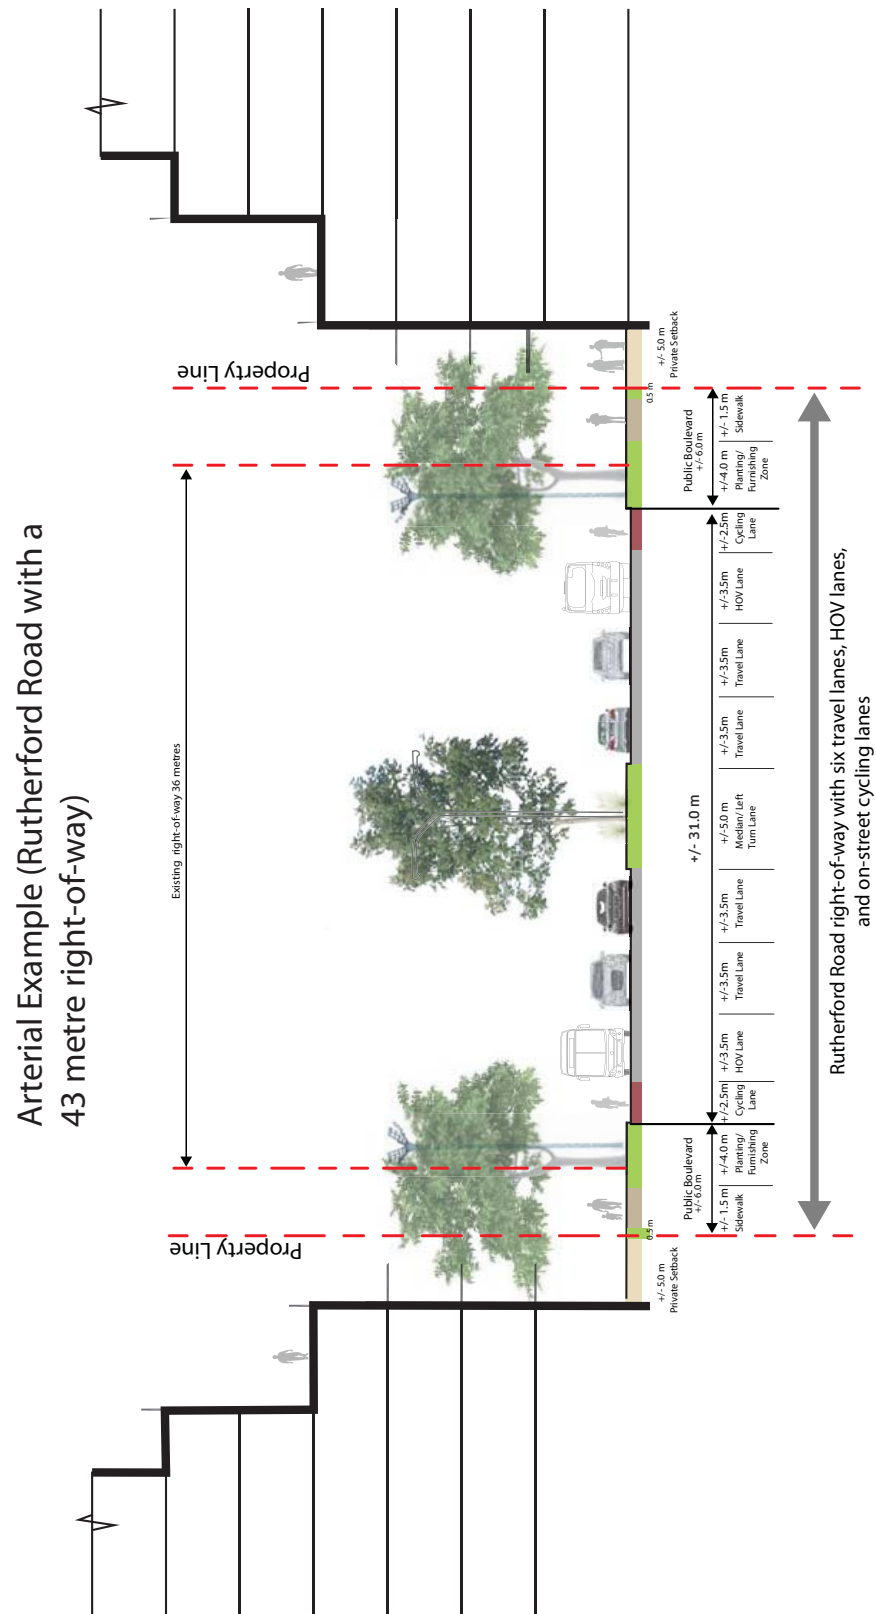 Arterial Example (Rutherford Road with a
43 metre right-of-way)
Existing right-of-way 36 metres
Property Line
Property Line
+/- 5.0 m
Private Setback
0.5 m
Public Boulevard
+/- 6.0 m
+/- 1.5 m
Sidewalk
+/-4.0 m
Planting/
Furnishing
Zone
+/- 31.0 m
+/-2.5m
Cycling
Lane
+/-3.5m
HOV Lane
+/-3.5m
Travel Lane
+/-3.5m
Travel Lane
+/-5.0 m
Median/ Left
Turn Lane
+/-3.5m
Travel Lane
+/-3.5m
Travel Lane
+/-3.5m
HOV Lane
+/-2.5m
Cycling
Lane
Public Boulevard
+/- 6.0 m
+/-4.0 m
Planting/
Furnishing
Zone
+/- 1.5 m
Sidewalk
0.5 m
+/- 5.0 m
Private Setback
Rutherford Road right-of-way with six travel lanes, HOV lanes,
and on-street cycling lanes